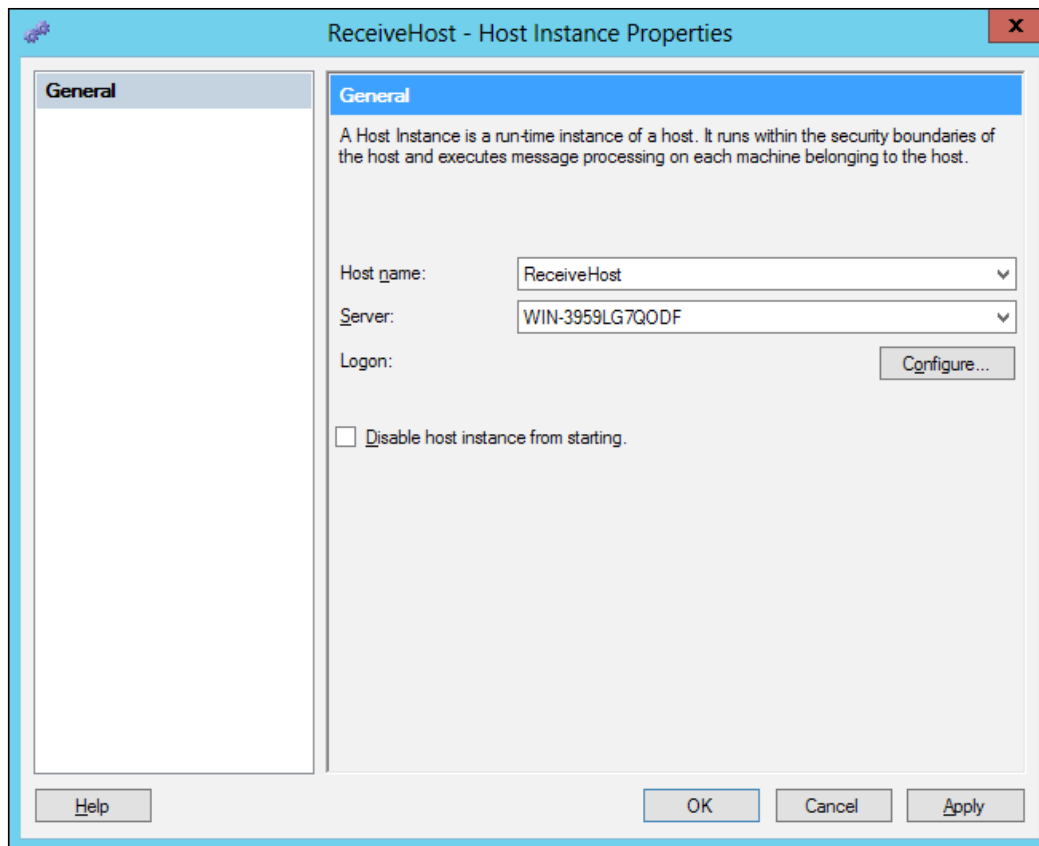 ReceiveHost - Host Instance Properties
x
General
General
A Host Instance is a run-time instance of a host. It runs within the security boundaries of
the host and executes message processing on each machine belonging to the host.
Host name:
ReceiveHost
Server:
WIN-3959LG7QODF
Logon:
Configure...
Disable host instance from starting.
Help
OK
Cancel
Apply